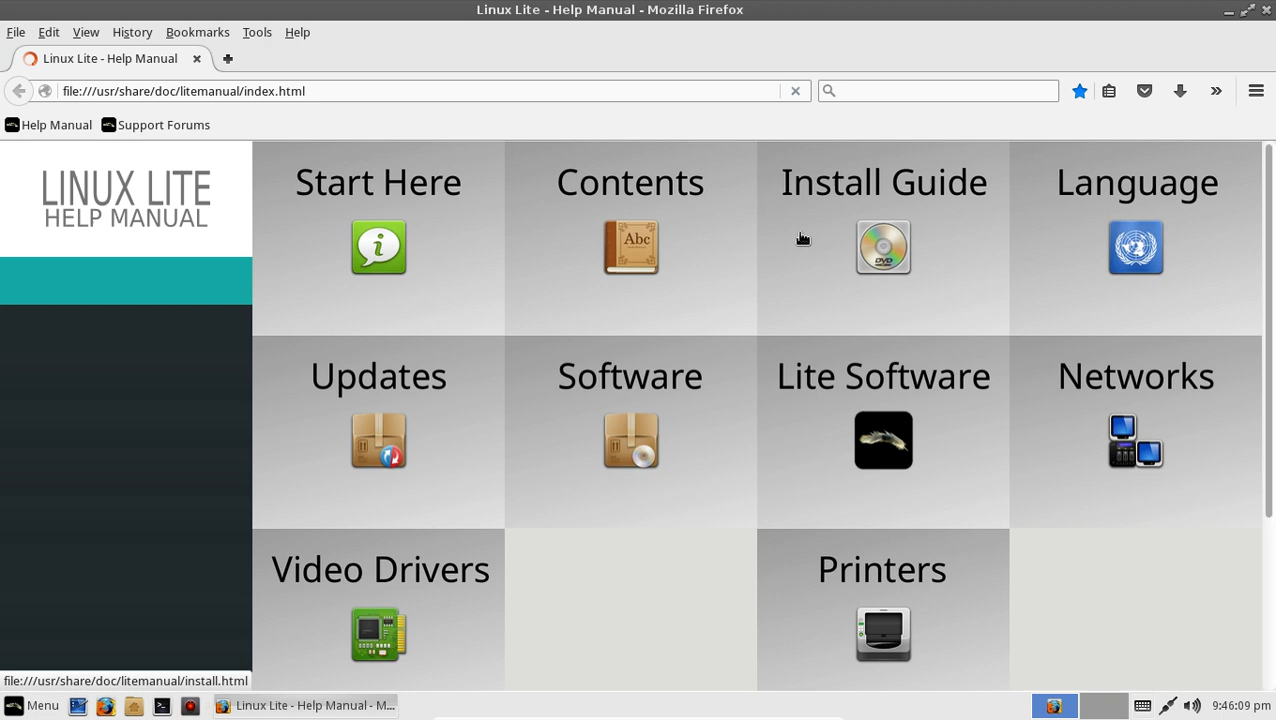 Linux Lite - Help Manual - Mozilla Firefox
File Edit View History Bookmarks Tools Help
Linux Lite - Help Manual
file:///usr/share/doc/litemanual/index.html
Help Manual Support Forums
LINUX LITE
HELP MANUAL
Start Here Contents Install Guide Language
Abc
DVD
Updates Software Lite Software Networks
Video Drivers Printers
file:///usr/share/doc/litemanual/install.html
Menu Linux Lite - Help Manual - M... 9:46:09 pm